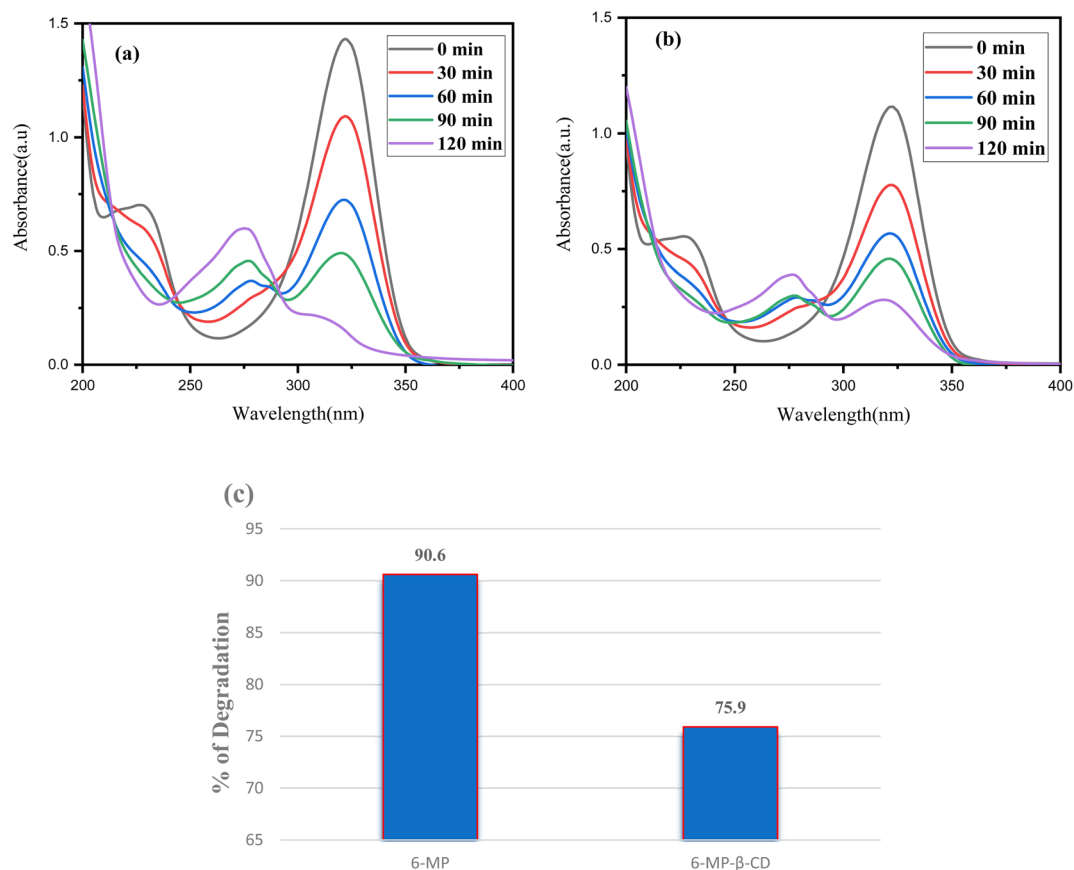 (a)
0 min
30 min
60 min
90 min
120 min
1.5
1.0
0.5
0.0
200
250
300
350
400
Absorbance(a.u)
Wavelength(nm)
(b)
0 min
30 min
60 min
90 min
120 min
1.5
1.0
0.5
0.0
200
250
300
350
400
Absorbance(a.u.)
Wavelength(nm)
(c)
95
90
85
80
75
70
65
% of Degradation
90.6
75.9
6-MP
6-MP-β-CD